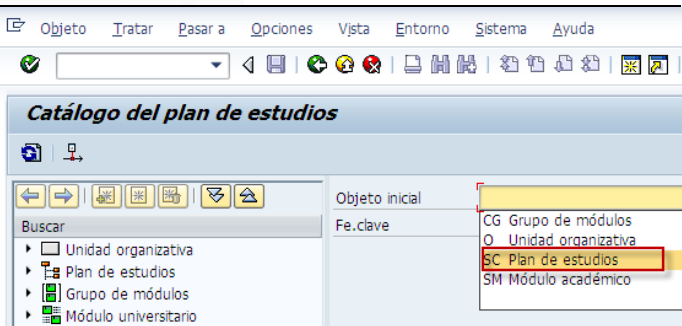 Objeto Tratar Pasar a Opciones Vista Entorno Sistema Ayuda
Catálogo del plan de estudios
Objeto inicial
Buscar
Fe.clave
CG Grupo de módulos
O Unidad organizativa
SC Plan de estudios
SM Módulo académico
Unidad organizativa
Plan de estudios
Grupo de módulos
Módulo universitario